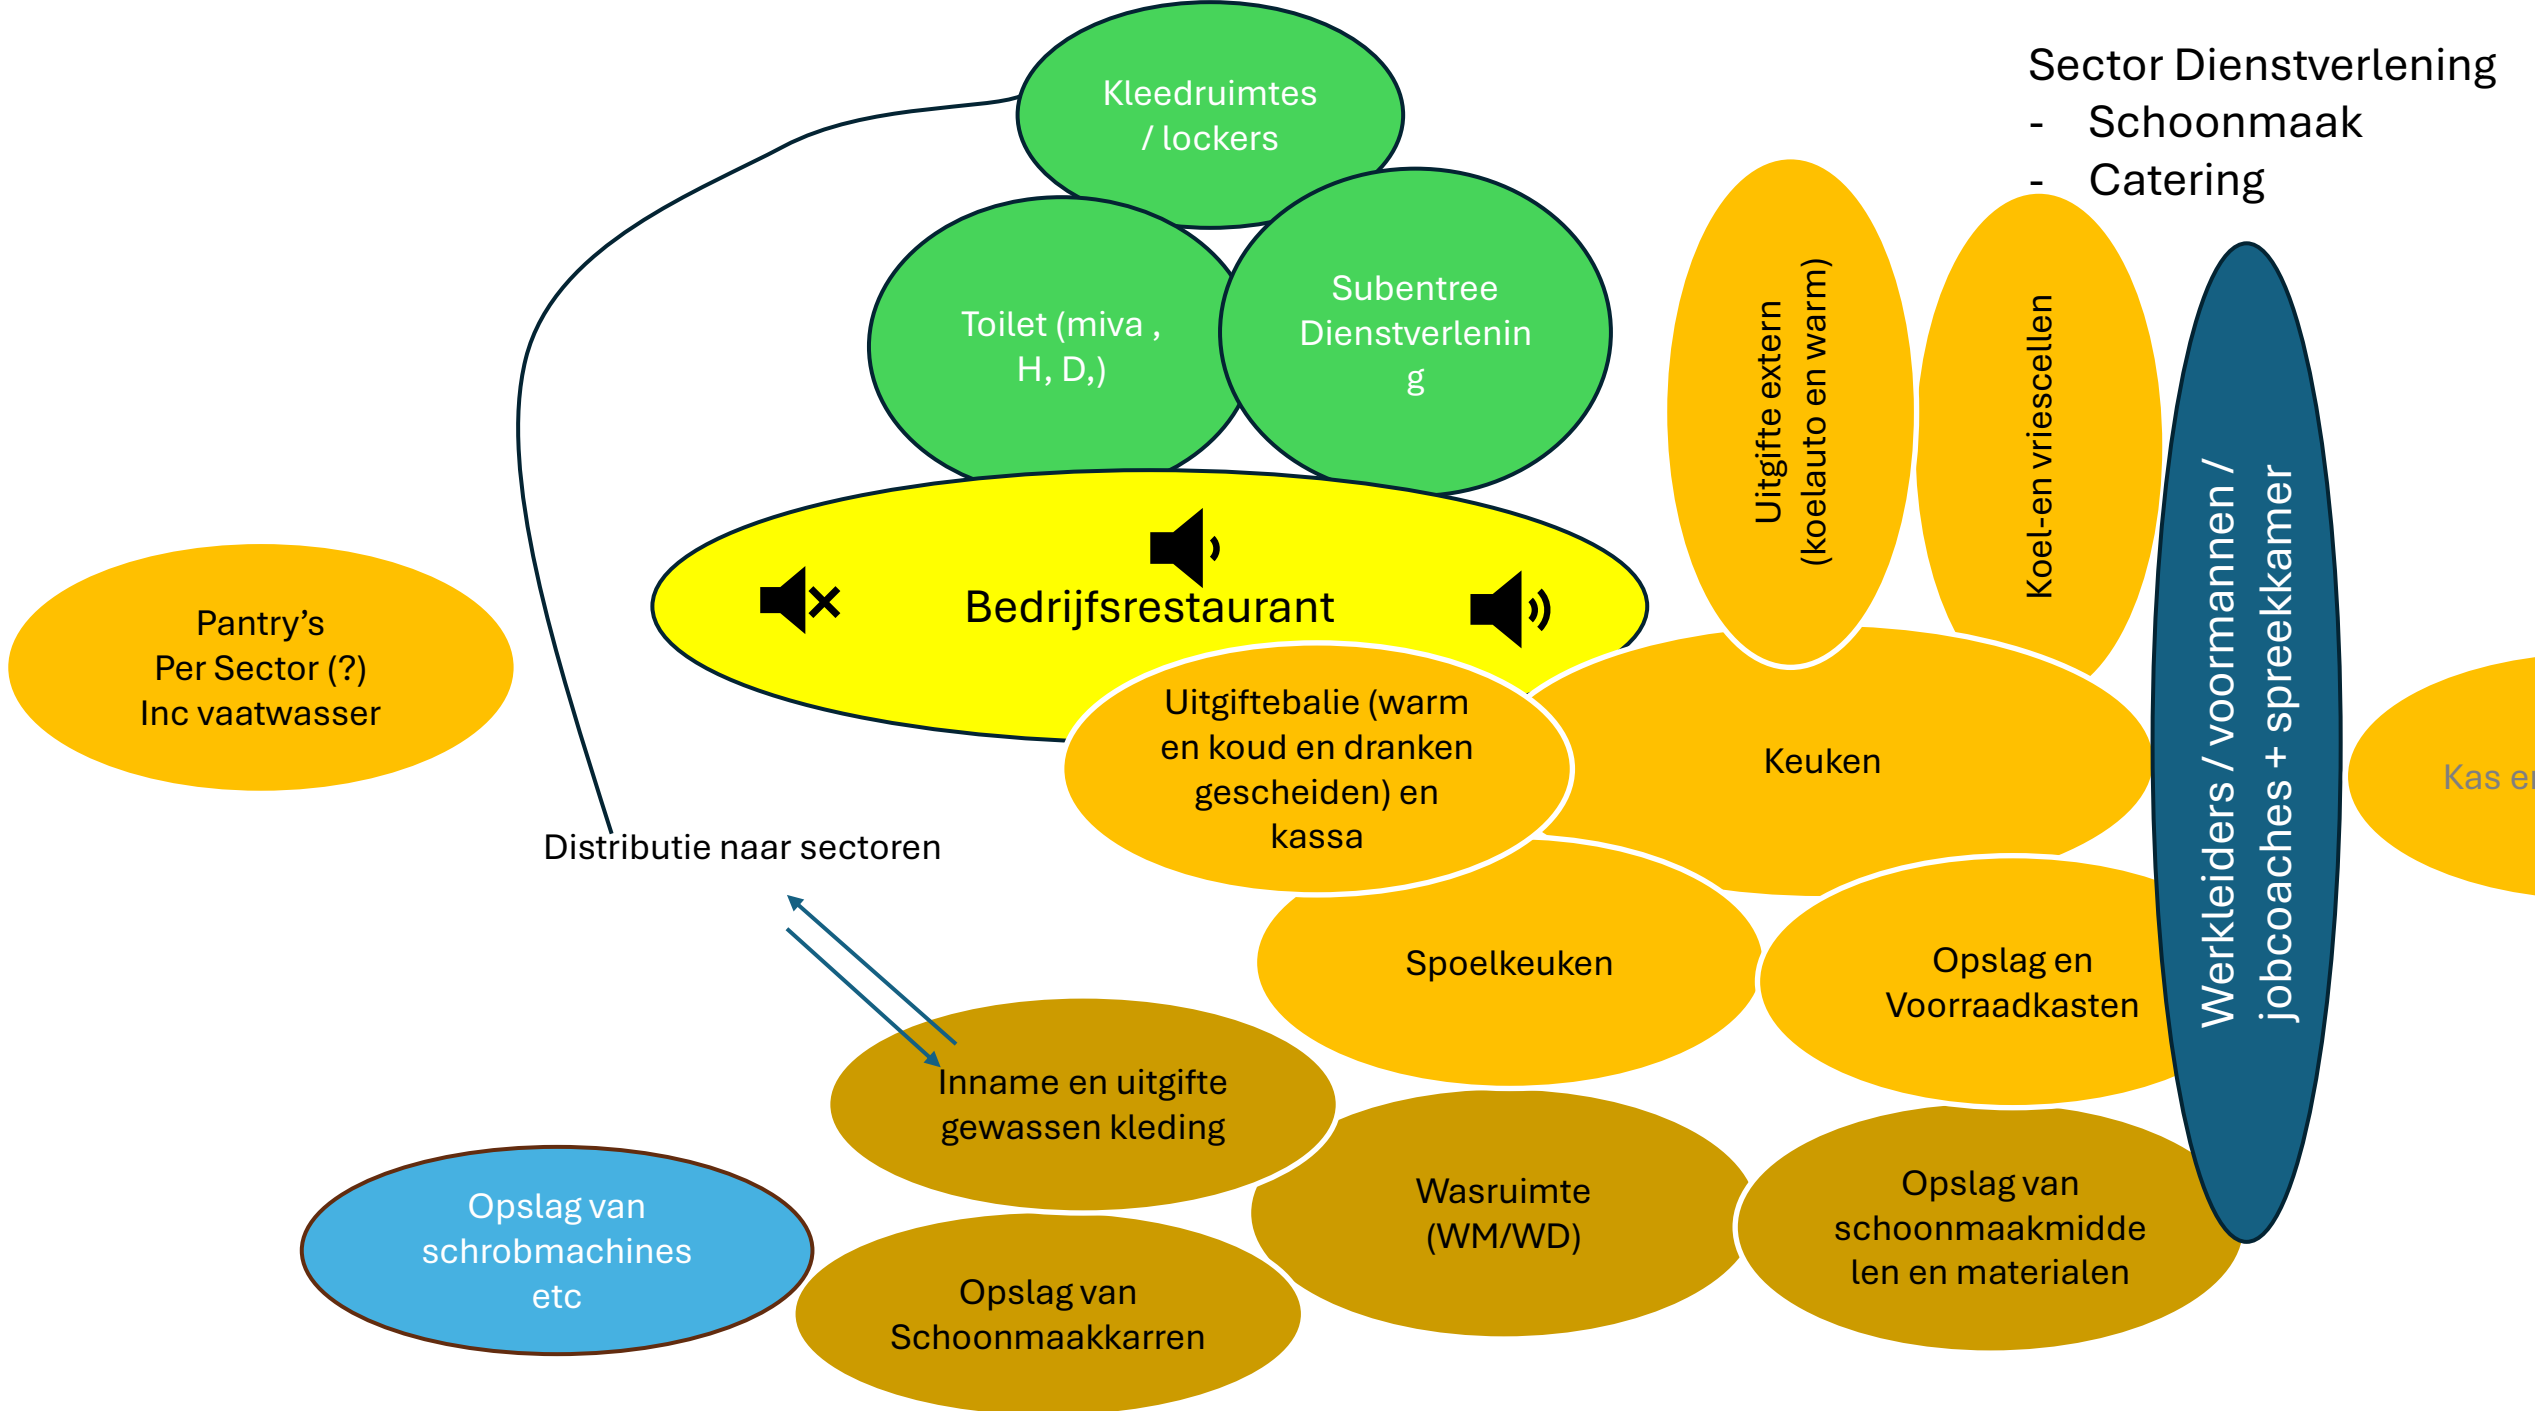 Kleedruimtes
/ lockers
Sector Dienstverlening
- Schoonmaak
- Catering
Toilet (miva ,
H, D,)
Subentree
Dienstverlenin
g
Uitgifte extern
(koelauto en warm)
Koel-en vriescellen
Werkleiders / voormannen /
jobcoaches + spreekkamer
Bedrijfsrestaurant
Pantry's
Per Sector (?)
Inc vaatwasser
Uitgiftebalie (warm
en koud en dranken
gescheiden) en
kassa
Keuken
Kas
Distributie naar sectoren
Spoelkeuken
Opslag en
Voorraadkasten
Inname en uitgifte
gewassen kleding
Wasruimte
(WM/WD)
Opslag van
schoonmaakmidde
len en materialen
Opslag van
schrobmachines
etc
Opslag van
Schoonmaakkarren